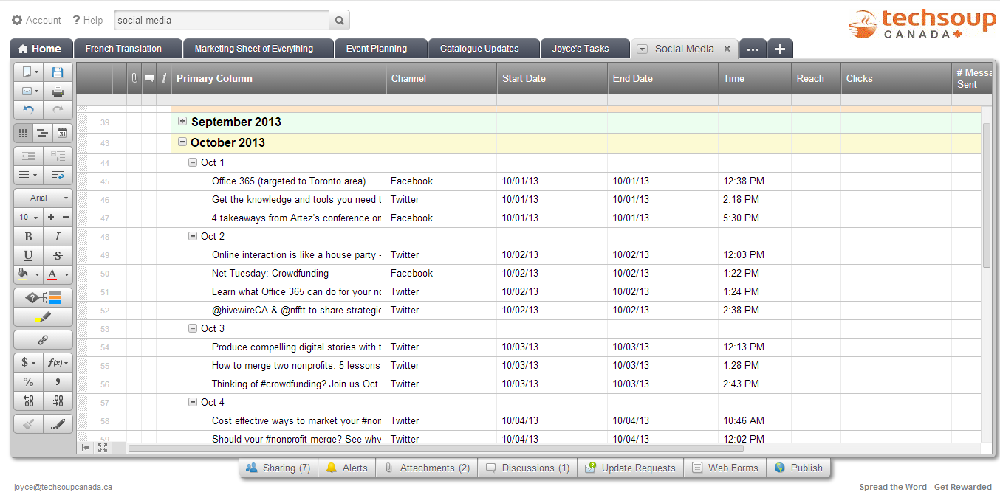 Account ? Help social media
techsoup
CANADA
Home French Translation Marketing Sheet of Everything Event Planning Catalogue Updates Joyce's Tasks Social Media × ... +
i Primary Column Channel Start Date End Date Time Reach Clicks # Messa
Sent
39 September 2013
43 October 2013
44 Oct 1
45 Office 365 (targeted to Toronto area) Facebook 10/01/13 10/01/13 12:38 PM
46 Get the knowledge and tools you need t Twitter 10/01/13 10/01/13 2:18 PM
47 4 takeaways from Artez's conference on Facebook 10/01/13 10/01/13 5:30 PM
48 Oct 2
49 Online interaction is like a house party - Twitter 10/02/13 10/02/13 12:03 PM
50 Net Tuesday: Crowdfunding Facebook 10/02/13 10/02/13 1:22 PM
51 Learn what Office 365 can do for your no Twitter 10/02/13 10/02/13 1:24 PM
52 @hivewireCA & @nfftt to share strategie Twitter 10/02/13 10/02/13 2:38 PM
53 Oct 3
54 Produce compelling digital stories with t Twitter 10/03/13 10/03/13 12:13 PM
55 How to merge two nonprofits: 5 lessons Twitter 10/03/13 10/03/13 1:28 PM
56 Thinking of #crowdfunding? Join us Oct Twitter 10/03/13 10/03/13 2:43 PM
57 Oct 4
58 Cost effective ways to market your #non Twitter 10/04/13 10/04/13 10:46 AM
59 Should your #nonprofit merge? See why Twitter 10/04/13 10/04/13 12:02 PM
31
Arial
10 + −
B I
U S
A
?
$ f(x)
% ,
.00 .00
Sharing (7) Alerts Attachments (2) Discussions (1) Update Requests Web Forms Publish
joyce@techsoupcanada.ca Spread the Word - Get Rewarded